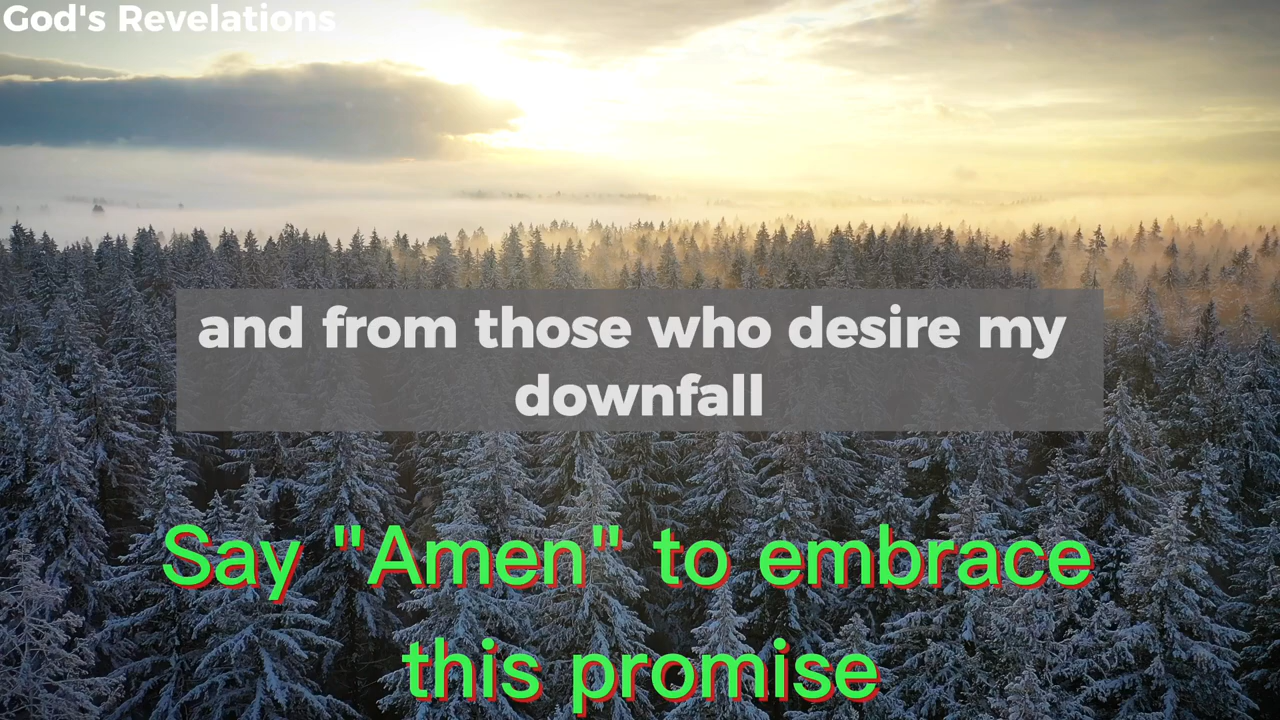 God's Revelations
and from those who desire my
downfall
Say "Amen" to embrace
this promise